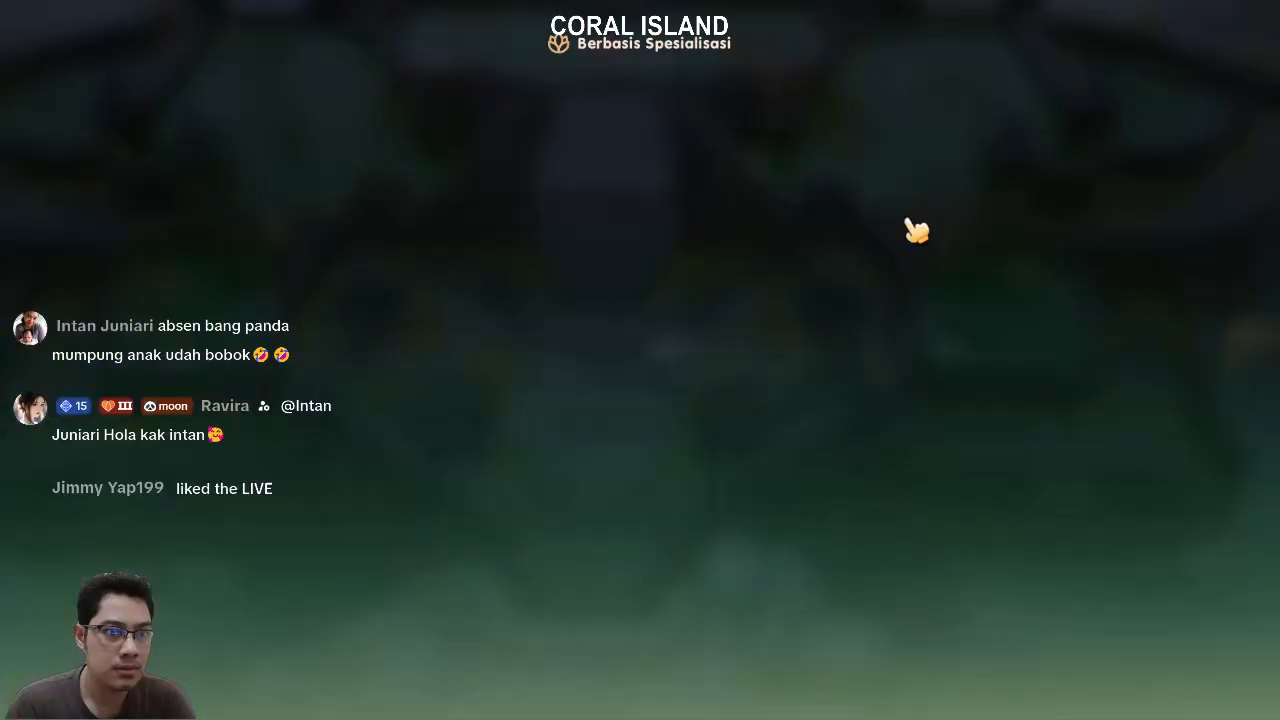 CORAL ISLAND
Berbasis Spesialisasi
Intan Juniari absen bang panda
mumpung anak udah bobok🤣🤣
15 III moon Ravira @Intan
Juniari Hola kak intan🥰
Jimmy Yap199 liked the LIVE